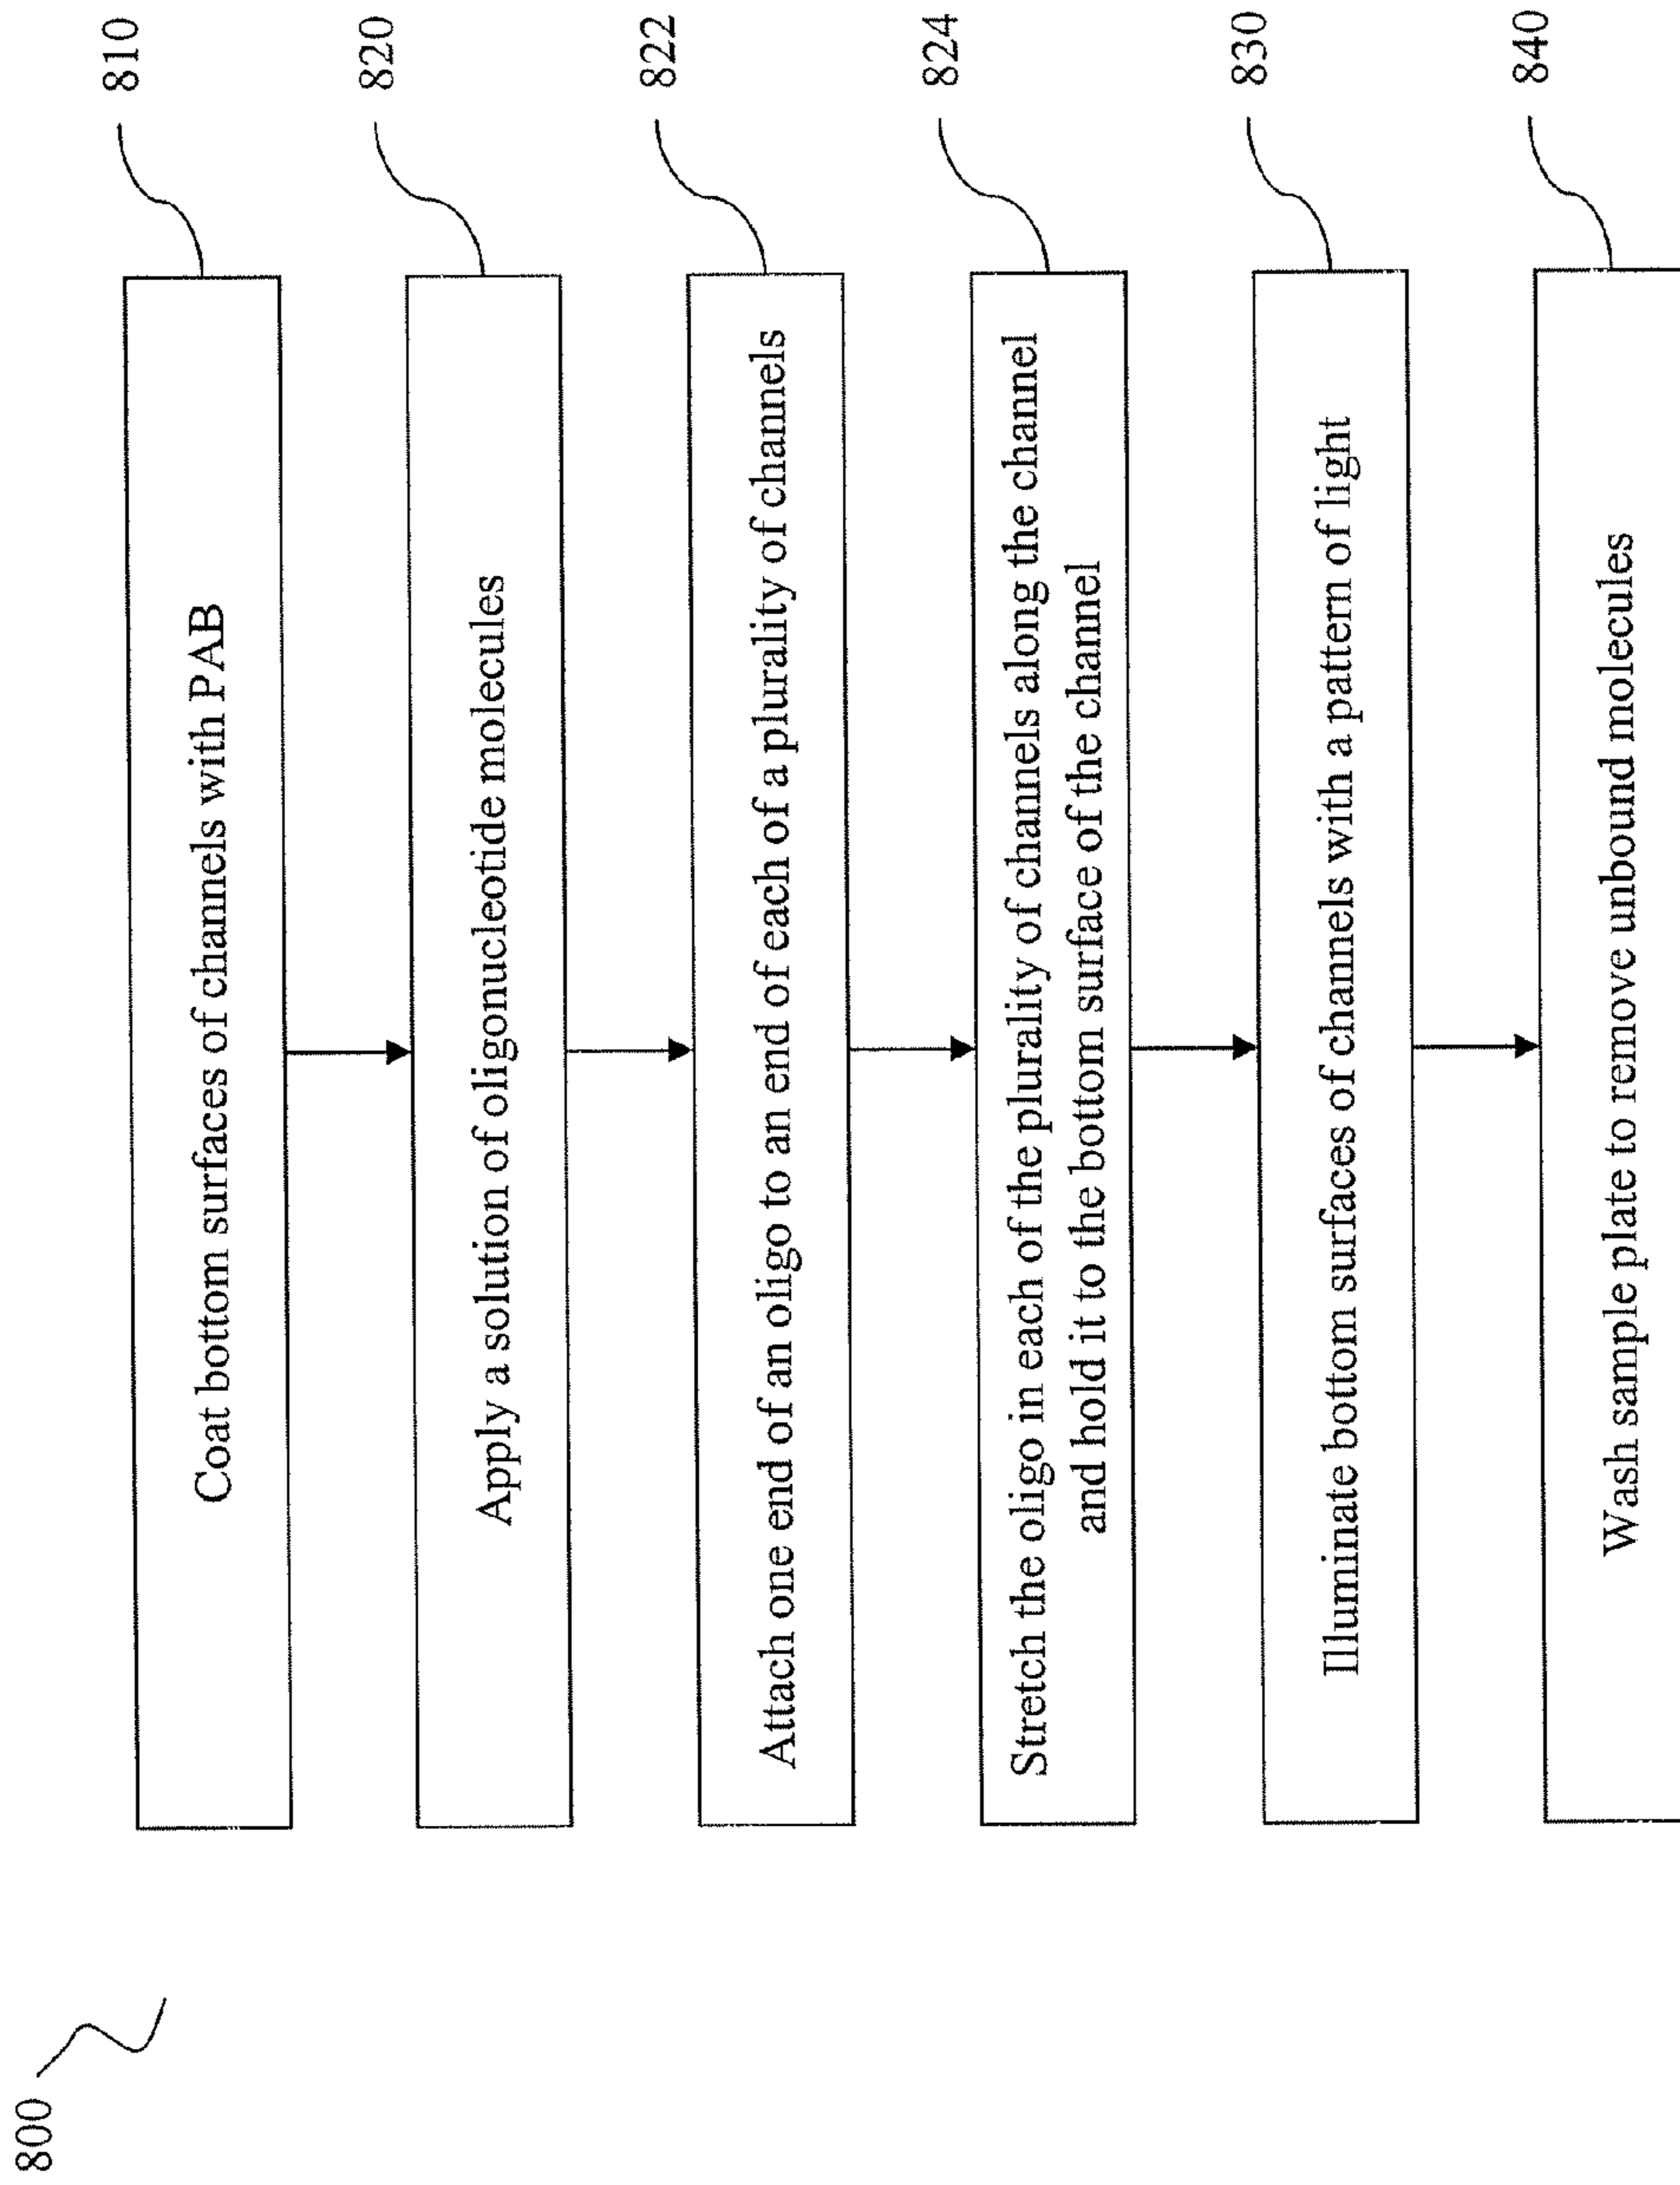 800
Coat bottom surfaces of channels with PAB
810
Apply a solution of oligonucleotide molecules
820
Attach one end of an oligo to an end of each of a plurality of channels
822
Stretch the oligo in each of the plurality of channels along the channel
and hold it to the bottom surface of the channel
824
Illuminate bottom surfaces of channels with a pattern of light
830
Wash sample plate to remove unbound molecules
840